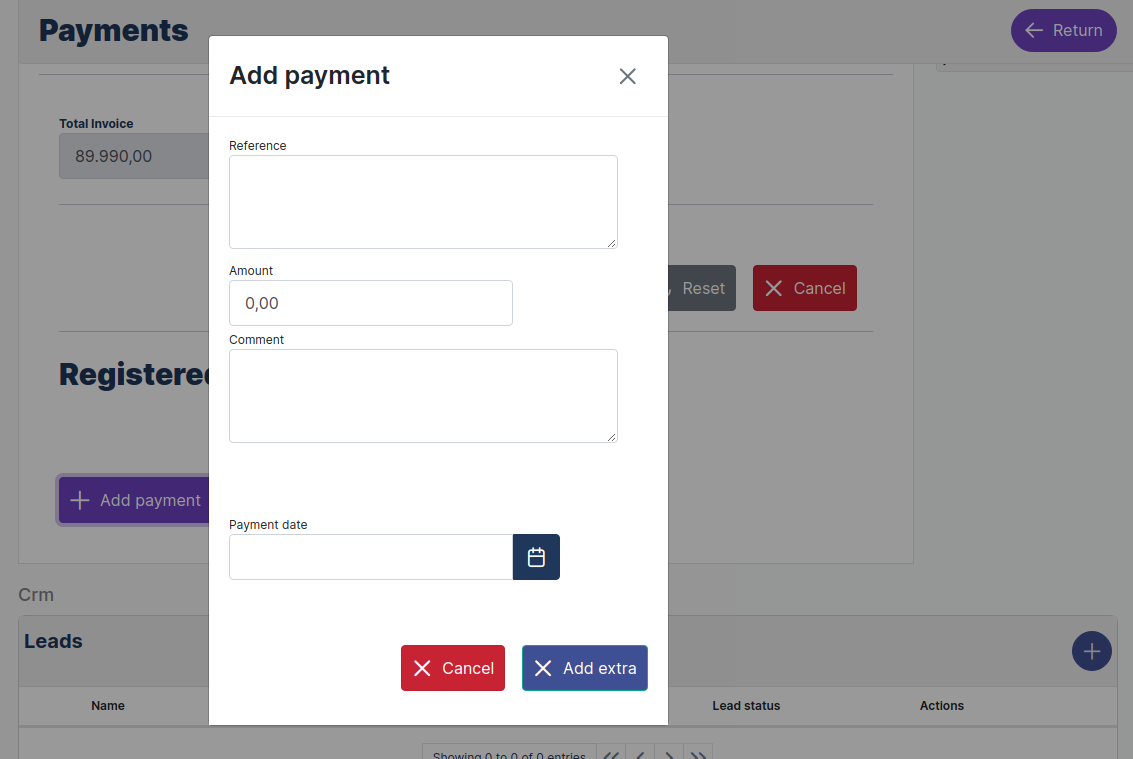 Payments
Return
Add payment
Total Invoice
89.990,00
Reference
Amount
0,00
Reset
Cancel
Comment
Registered
Add payment
Payment date
Crm
Leads
Cancel
Add extra
Name
Lead status
Actions
Showing 0 to 0 of 0 entries